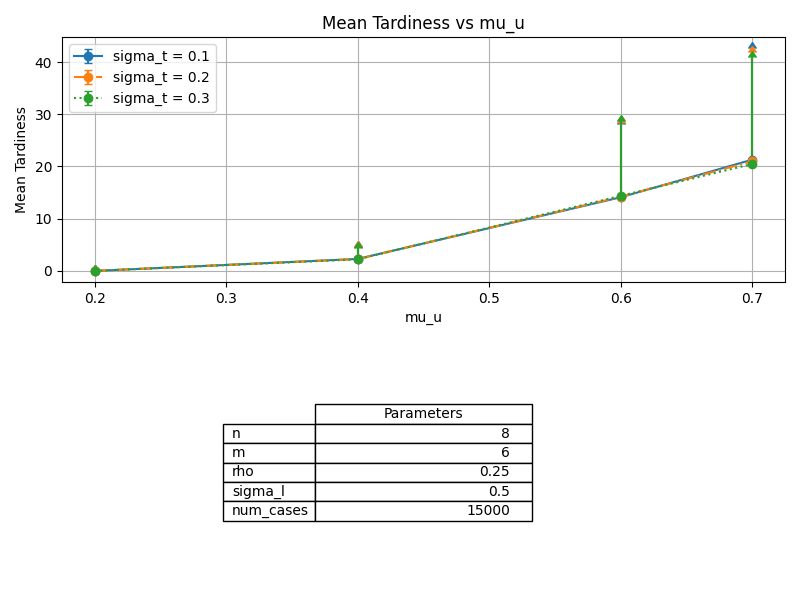 Mean Tardiness vs mu_u
Mean Tardiness
40
30
20
10
0
sigma_t = 0.1
sigma_t = 0.2
sigma_t = 0.3
0.2 0.3 0.4 0.5 0.6 0.7
mu_u
Parameters
n 8
m 6
rho 0.25
sigma_l 0.5
num_cases 15000